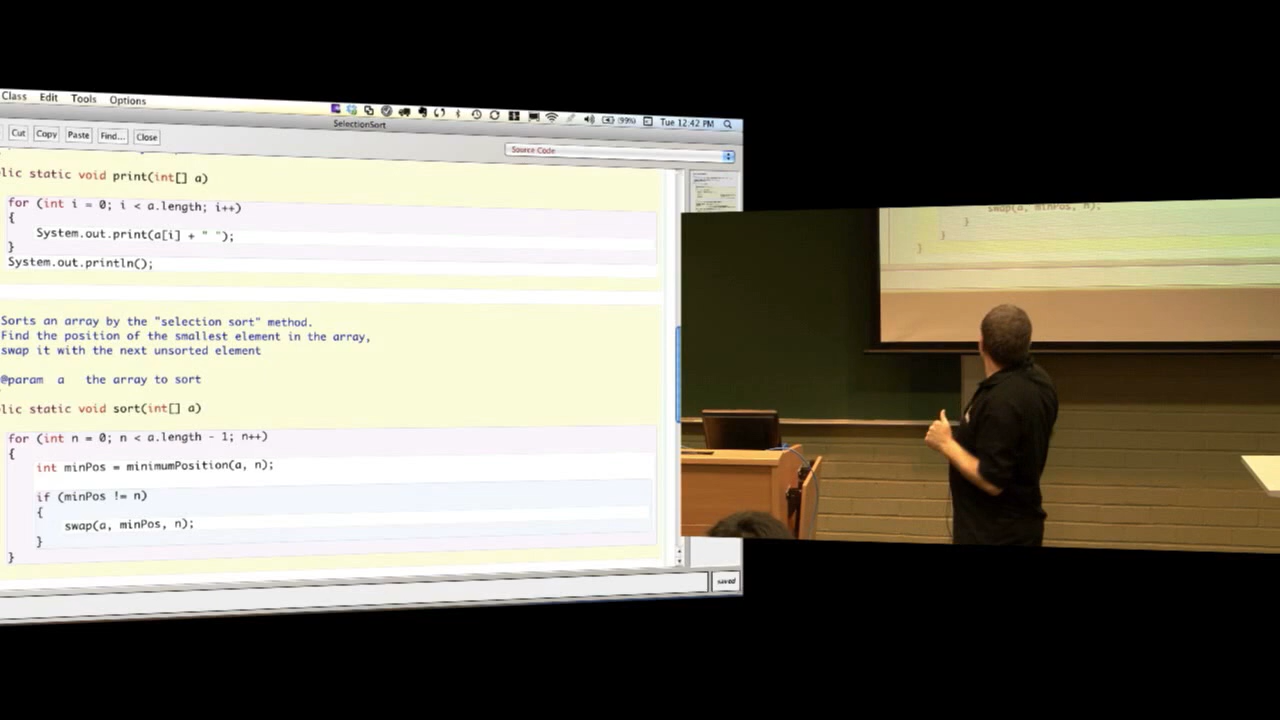 Class Edit Tools Options
(99%) Tue 12:42 PM
SelectionSort
Cut Copy Paste Find... Close
Source Code
lic static void print(int[] a)
for (int i = 0; i < a.length; i++)
{
System.out.print(a[i] + " ");
}
System.out.println();
Sorts an array by the "selection sort" method.
Find the position of the smallest element in the array,
swap it with the next unsorted element
@param a the array to sort
lic static void sort(int[] a)
for (int n = 0; n < a.length - 1; n++)
{
int minPos = minimumPosition(a, n);
if (minPos != n)
{
swap(a, minPos, n);
}
}
saved
swap(a, minPos, n);
}
}
}